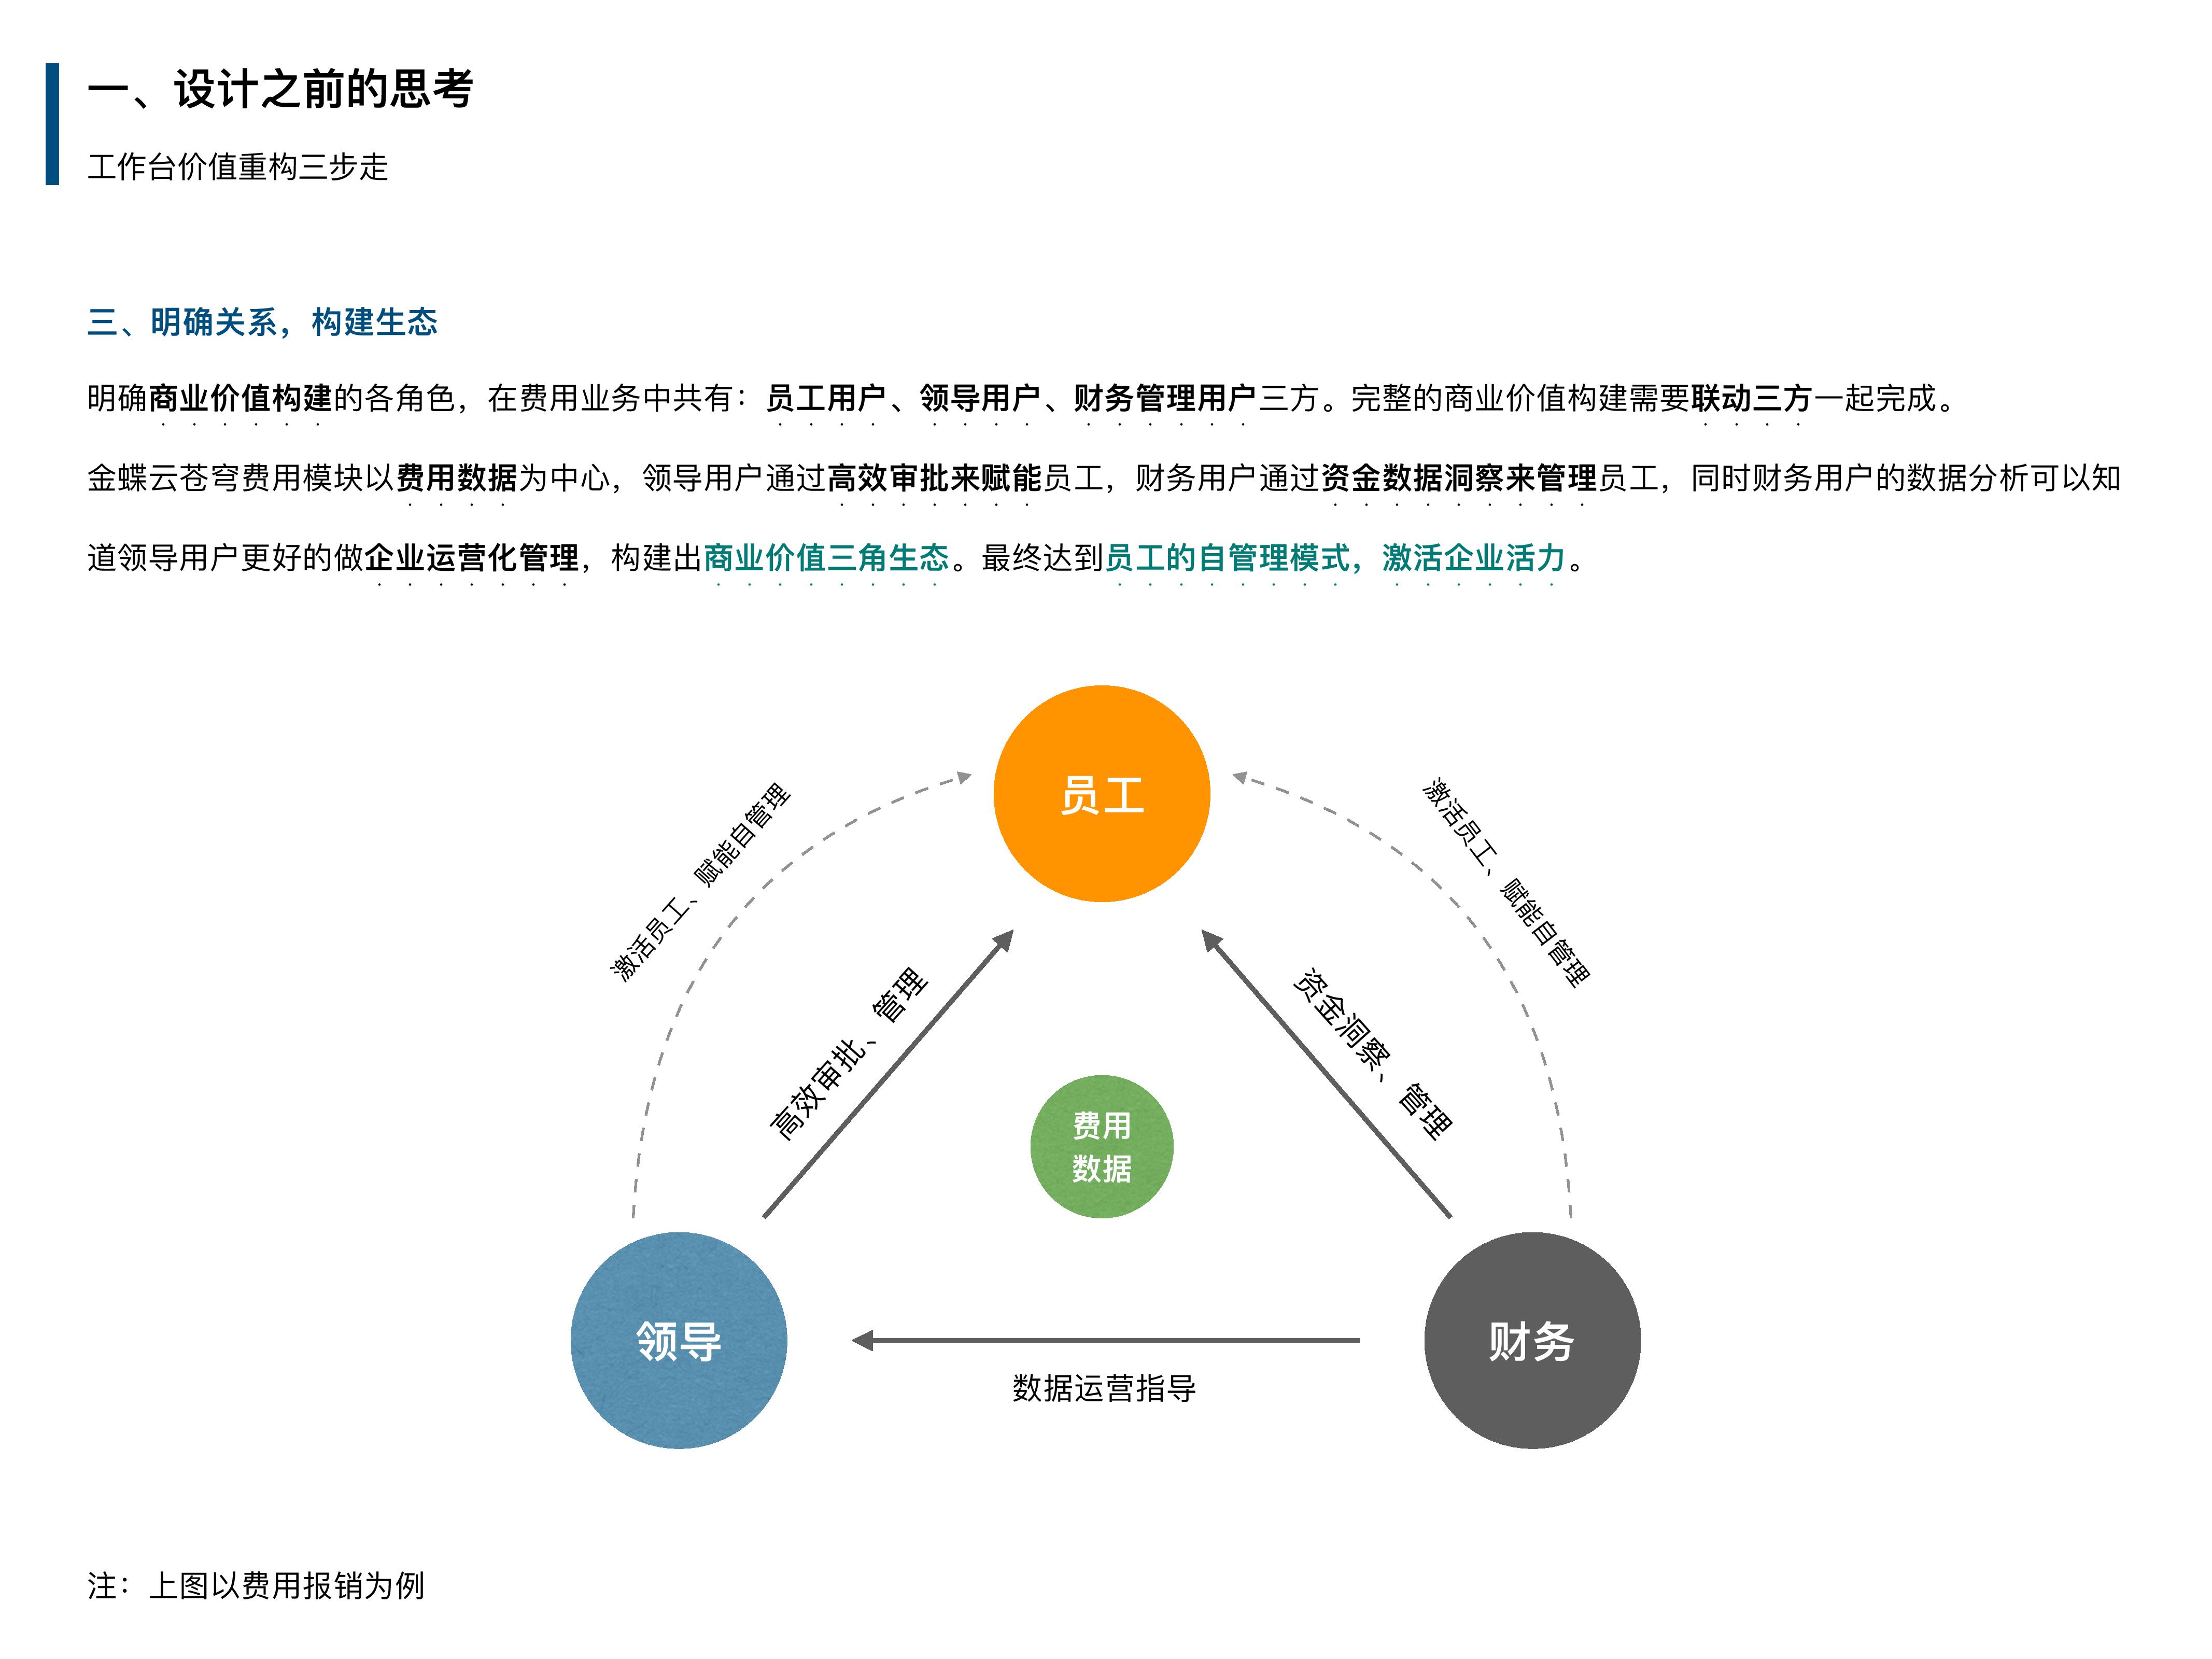 一、设计之前的思考
工作台价值重构三步走
三、明确关系，构建生态
明确商业价值构建的各角色，在费用业务中共有：员工用户、领导用户、财务管理用户三方。完整的商业价值构建需要联动三方一起完成。
金蝶云苍穹费用模块以费用数据为中心，领导用户通过高效审批来赋能员工，财务用户通过资金数据洞察来管理员工，同时财务用户的数据分析可以知
道领导用户更好的做企业运营化管理，构建出商业价值三角生态。最终达到员工的自管理模式，激活企业活力。
员工
激活员工、赋能自管理
激活员工、赋能自管理
高效审批、管理
资金洞察、管理
费用
数据
领导
财务
数据运营指导
注：上图以费用报销为例